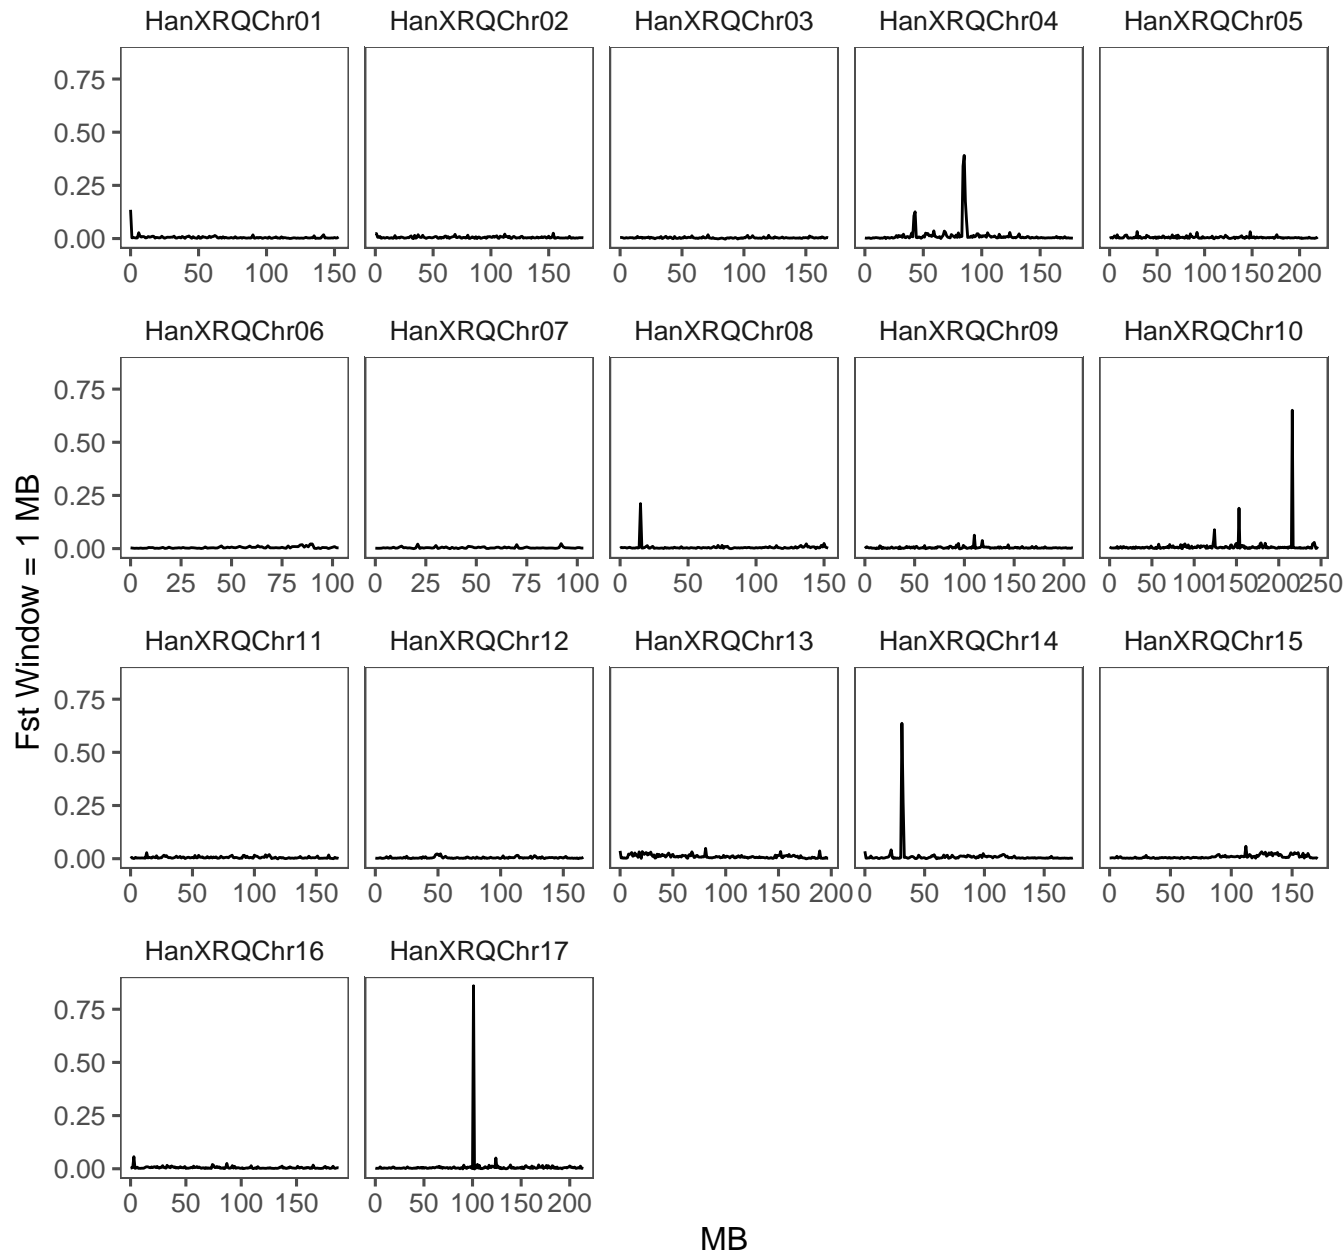 HanXRQChr01 HanXRQChr02 HanXRQChr03 HanXRQChr04 HanXRQChr05
0.75
0.50
0.25
0.00
0 50 100 150 0 50 100 150 0 50 100 150 0 50 100 150 0 50 100 150 200
HanXRQChr06 HanXRQChr07 HanXRQChr08 HanXRQChr09 HanXRQChr10
0.75
0.50
0.25
0.00
0 25 50 75 100 0 25 50 75 100 0 50 100 150 0 50 100 150 200 0 50 100 150 200 250
Fst Window = 1 MB
HanXRQChr11 HanXRQChr12 HanXRQChr13 HanXRQChr14 HanXRQChr15
0.75
0.50
0.25
0.00
0 50 100 150 0 50 100 150 0 50 100 150 200 0 50 100 150 0 50 100 150
HanXRQChr16 HanXRQChr17
0.75
0.50
0.25
0.00
0 50 100 150 0 50 100 150 200
MB